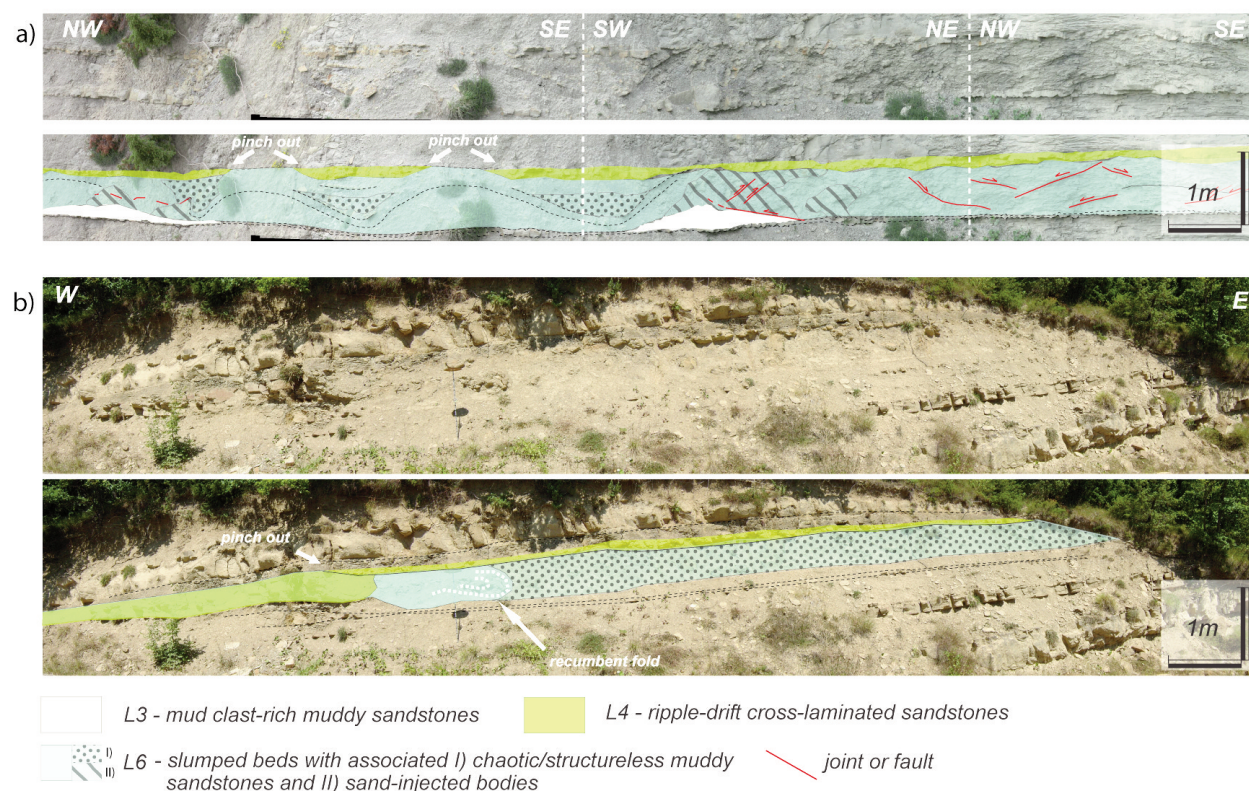 a)
NW
SE
SW
NE
NW
SE
pinch out
pinch out
1m
b)
W
E
pinch out
recumbent fold
1m
L3 - mud clast-rich muddy sandstones
L4 - ripple-drift cross-laminated sandstones
I)
II)
L6 - slumped beds with associated I) chaotic/structureless muddy
sandstones and II) sand-injected bodies
joint or fault